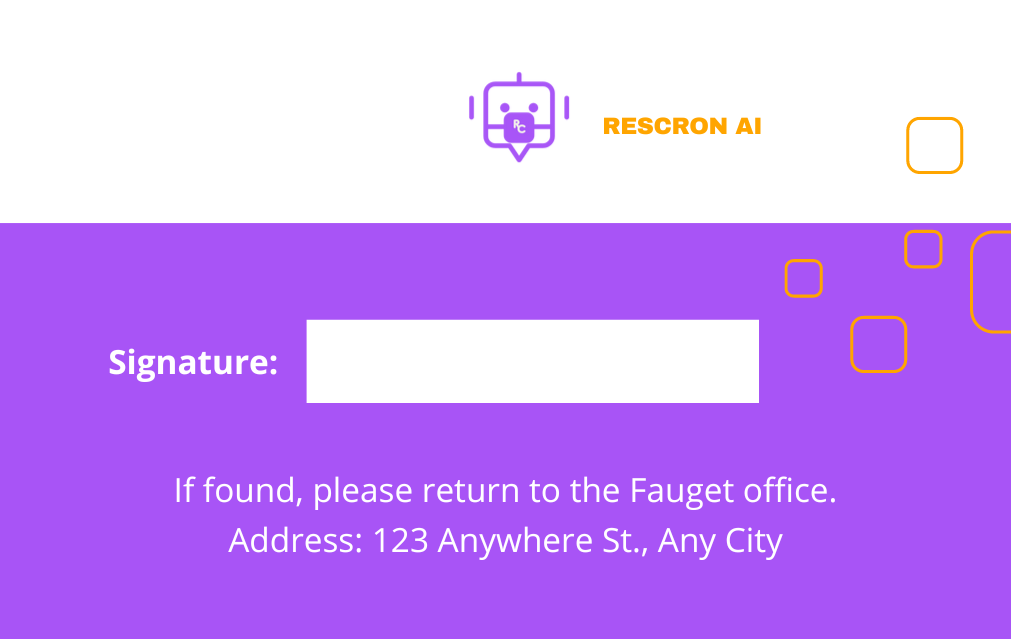 RC
RESCRON AI
Signature:
If found, please return to the Fauget office.
Address: 123 Anywhere St., Any City